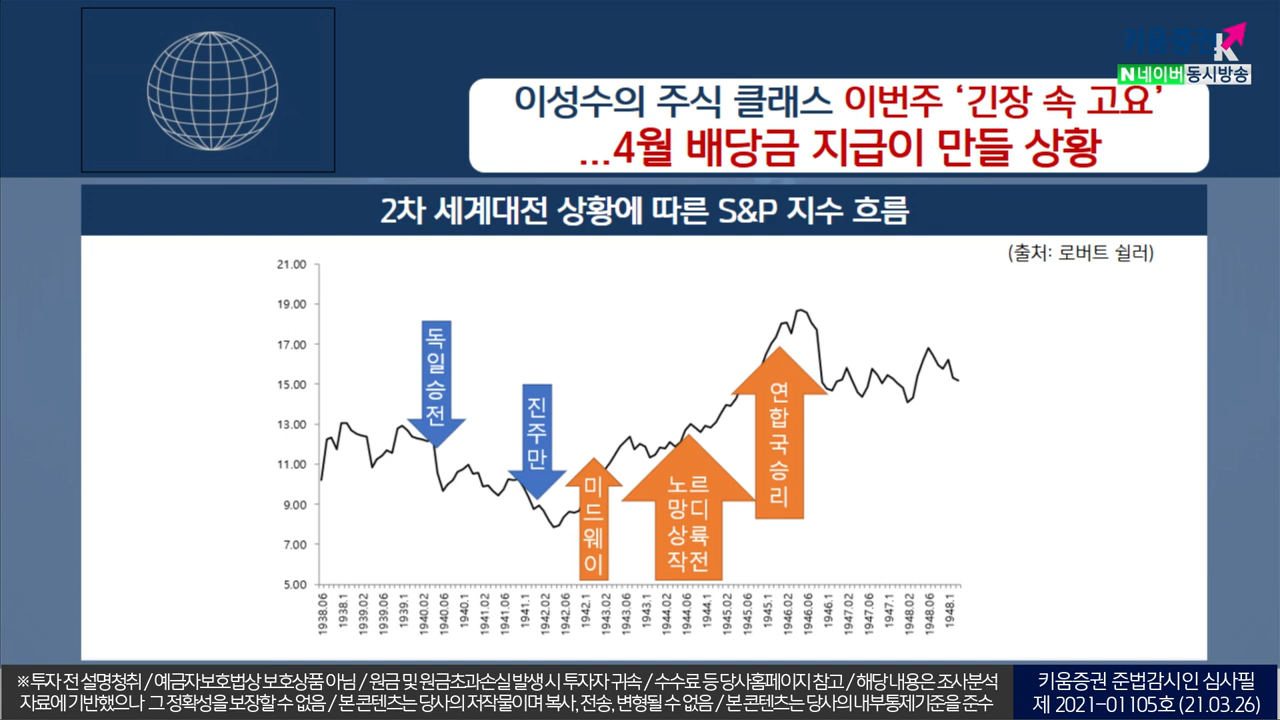 키움증권
K
N 네이버 동시방송
이성수의 주식 클래스 이번주 ‘긴장 속 고요’
...4월 배당금 지급이 만들 상황
2차 세계대전 상황에 따른 S&P 지수 흐름
(출처: 로버트 쉴러)
21.00
19.00
17.00
15.00
13.00
11.00
9.00
7.00
5.00
독
일
승
전
진
주
만
미
드
웨
이
노르
망디
상륙
작전
연
합
국
승
리
1938.06
1938.1
1939.02
1939.06
1939.1
1940.02
1940.06
1940.1
1941.02
1941.06
1941.1
1942.02
1942.06
1942.1
1943.02
1943.06
1943.1
1944.02
1944.06
1944.1
1945.02
1945.06
1945.1
1946.02
1946.06
1946.1
1947.02
1947.06
1947.1
1948.02
1948.06
1948.1
※투자 전 설명청취 / 예금자보호법상 보호상품 아님 / 원금 및 원금초과손실 발생 시 투자자 귀속 / 수수료 등 당사홈페이지 참고 / 해당 내용은 조사분석
자료에 기반했으나 그 정확성을 보장할 수 없음 / 본 콘텐츠는 당사의 저작물이며 복사, 전송, 변형될 수 없음 / 본 콘텐츠는 당사의 내부통제기준을 준수
키움증권 준법감시인 심사필
제 2021-01105호 (21.03.26)